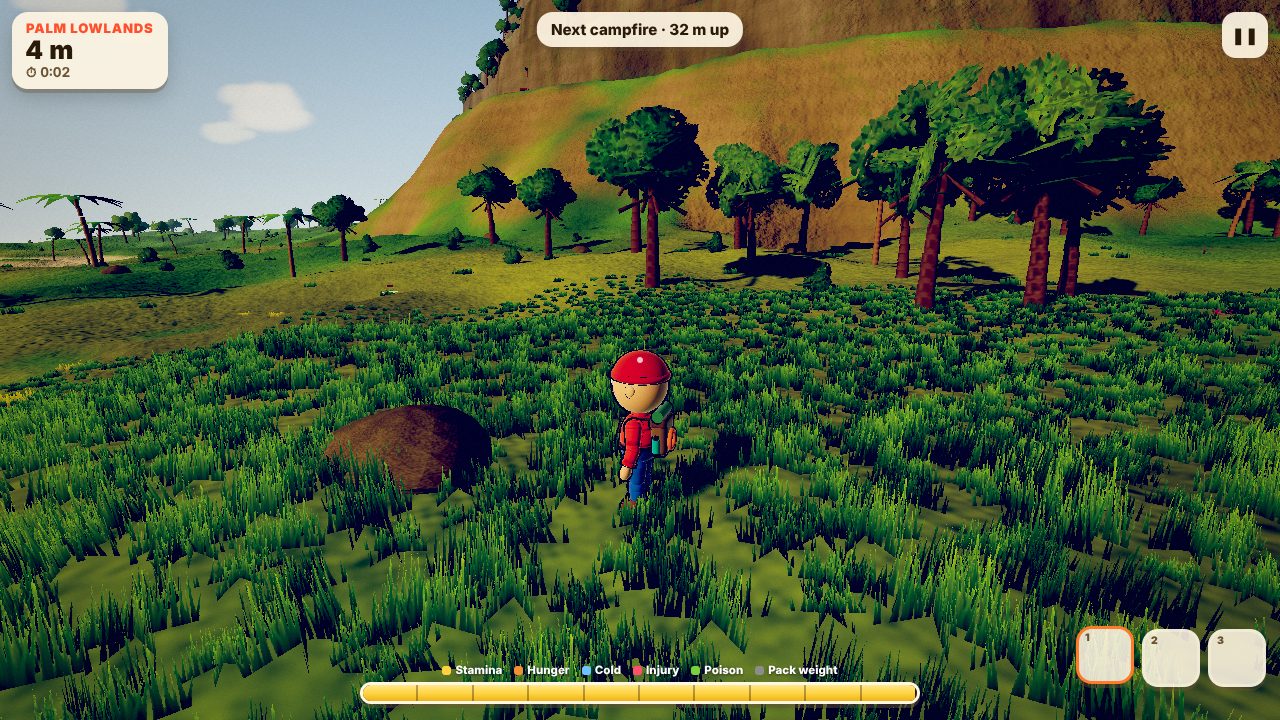 PALM LOWLANDS
4 m
⏱ 0:02
Next campfire · 32 m up
1
2
3
Stamina
Hunger
Cold
Injury
Poison
Pack weight